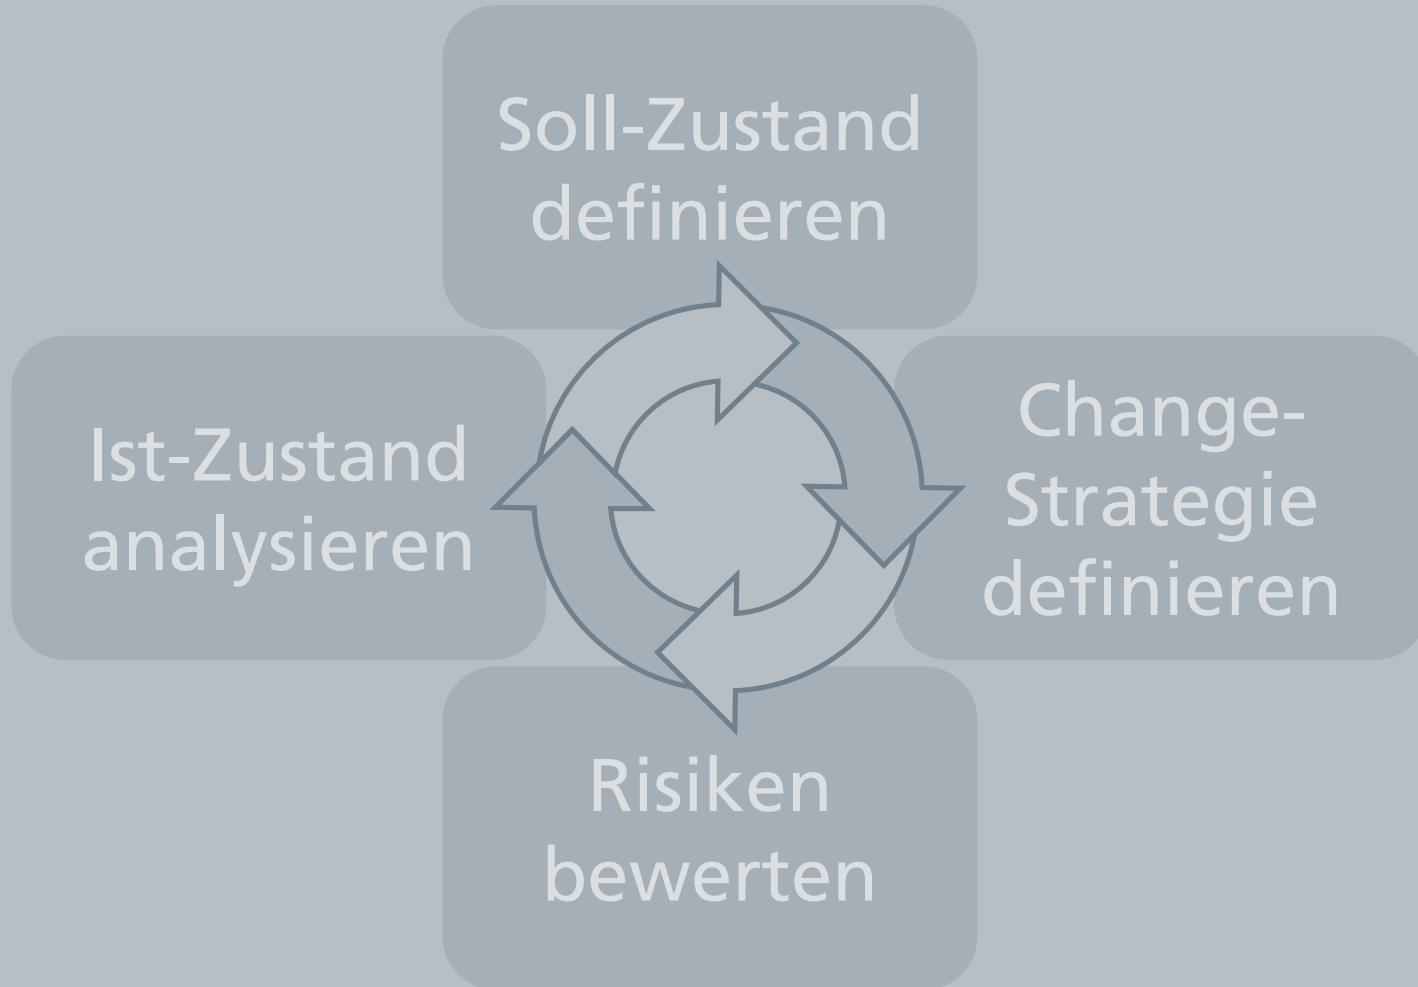 Soll-Zustand
definieren
Ist-Zustand
analysieren
Change-
Strategie
definieren
Risiken
bewerten